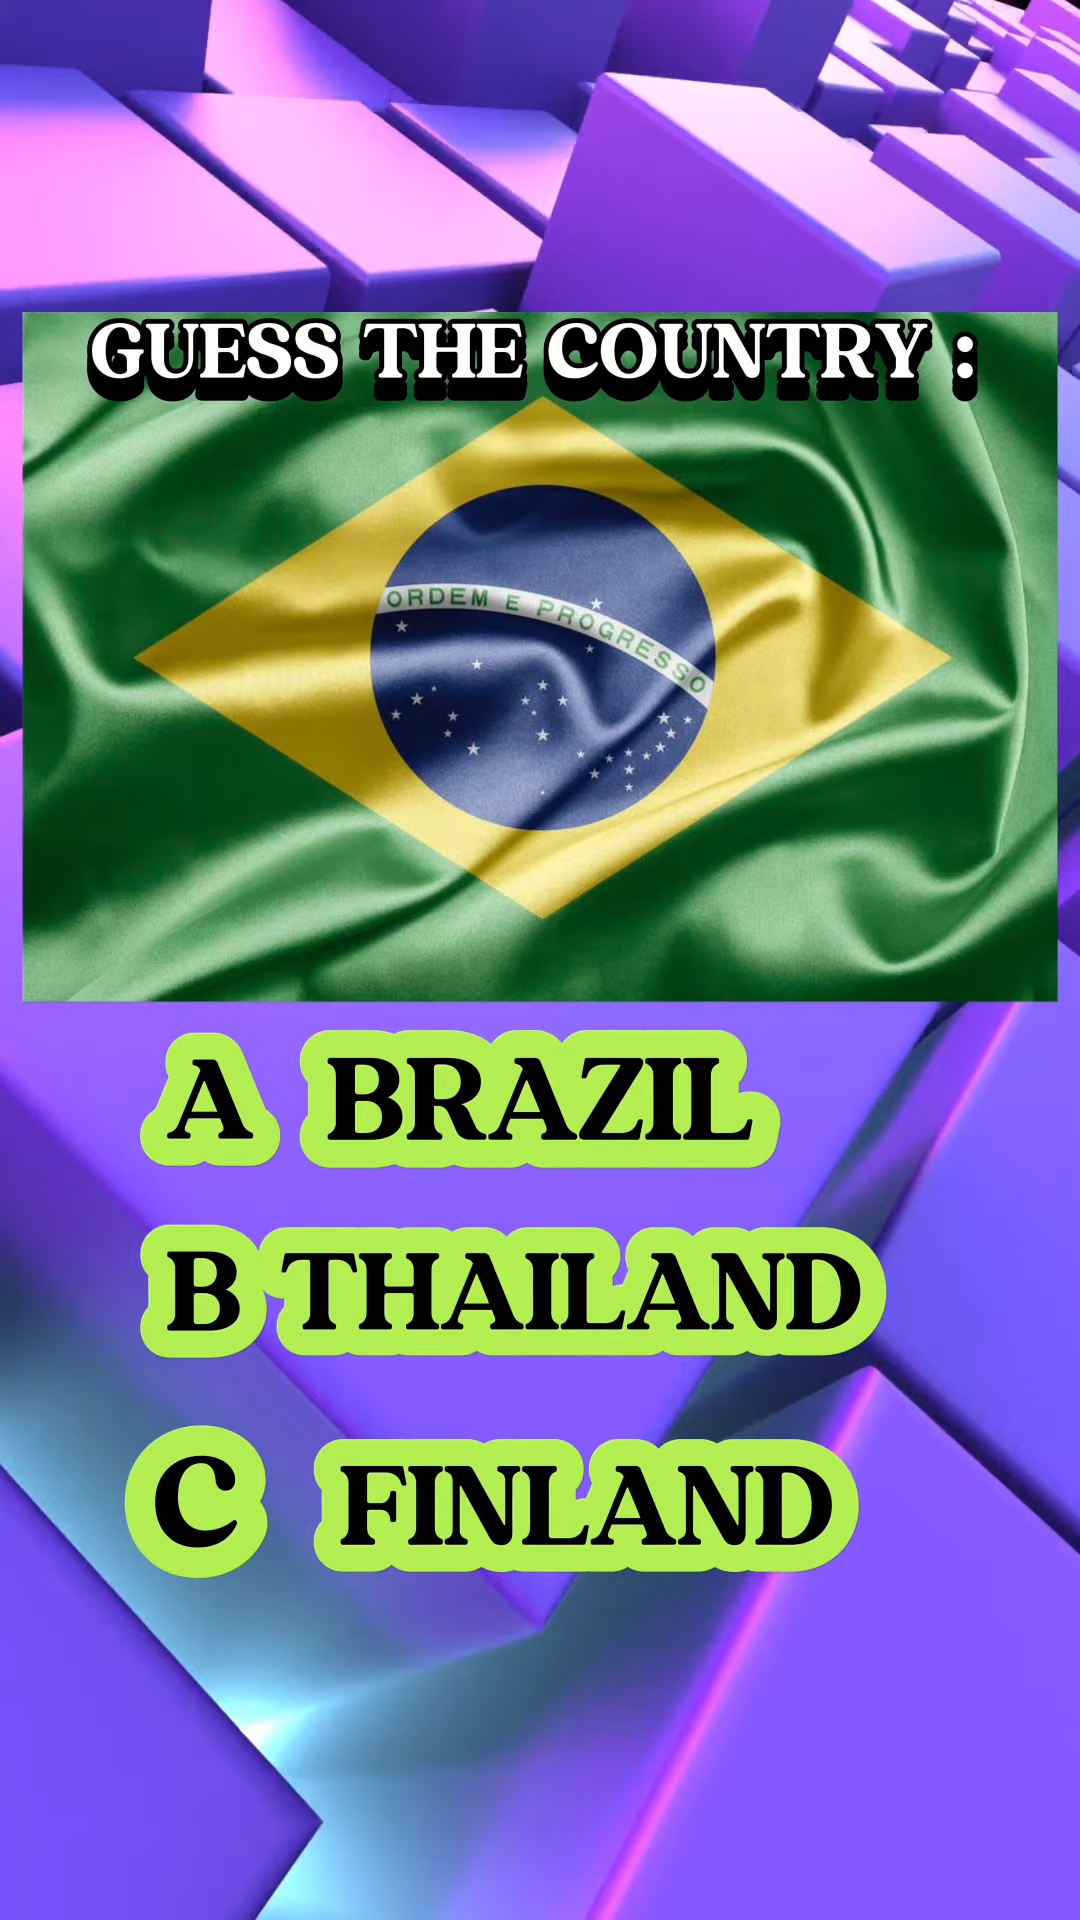 GUESS THE COUNTRY :
ORDEM E PROGRESSO
A BRAZIL
B THAILAND
C FINLAND